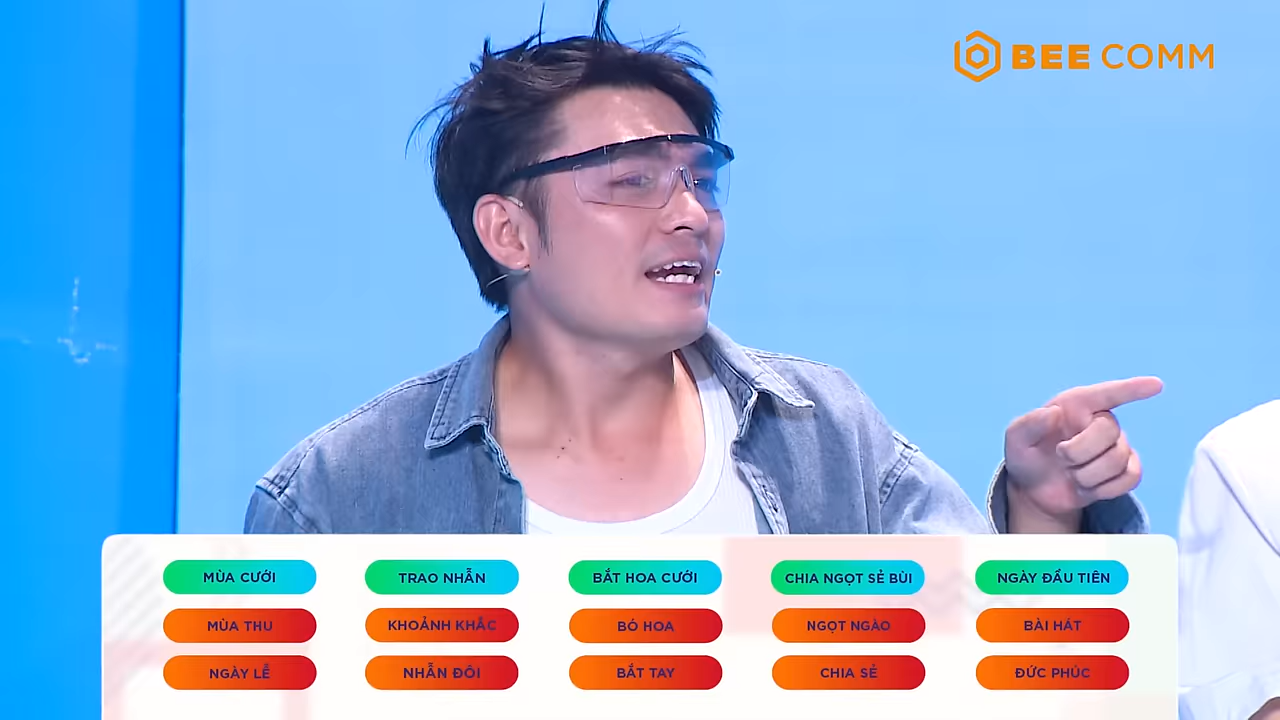 BEE COMM
MÙA CƯỚI
TRAO NHẪN
BẮT HOA CƯỚI
CHIA NGỌT SẺ BÙI
NGÀY ĐẦU TIÊN
MÙA THU
KHOẢNH KHẮC
BÓ HOA
NGỌT NGÀO
BÀI HÁT
NGÀY LỄ
NHẪN ĐÔI
BẮT TAY
CHIA SẺ
ĐỨC PHÚC